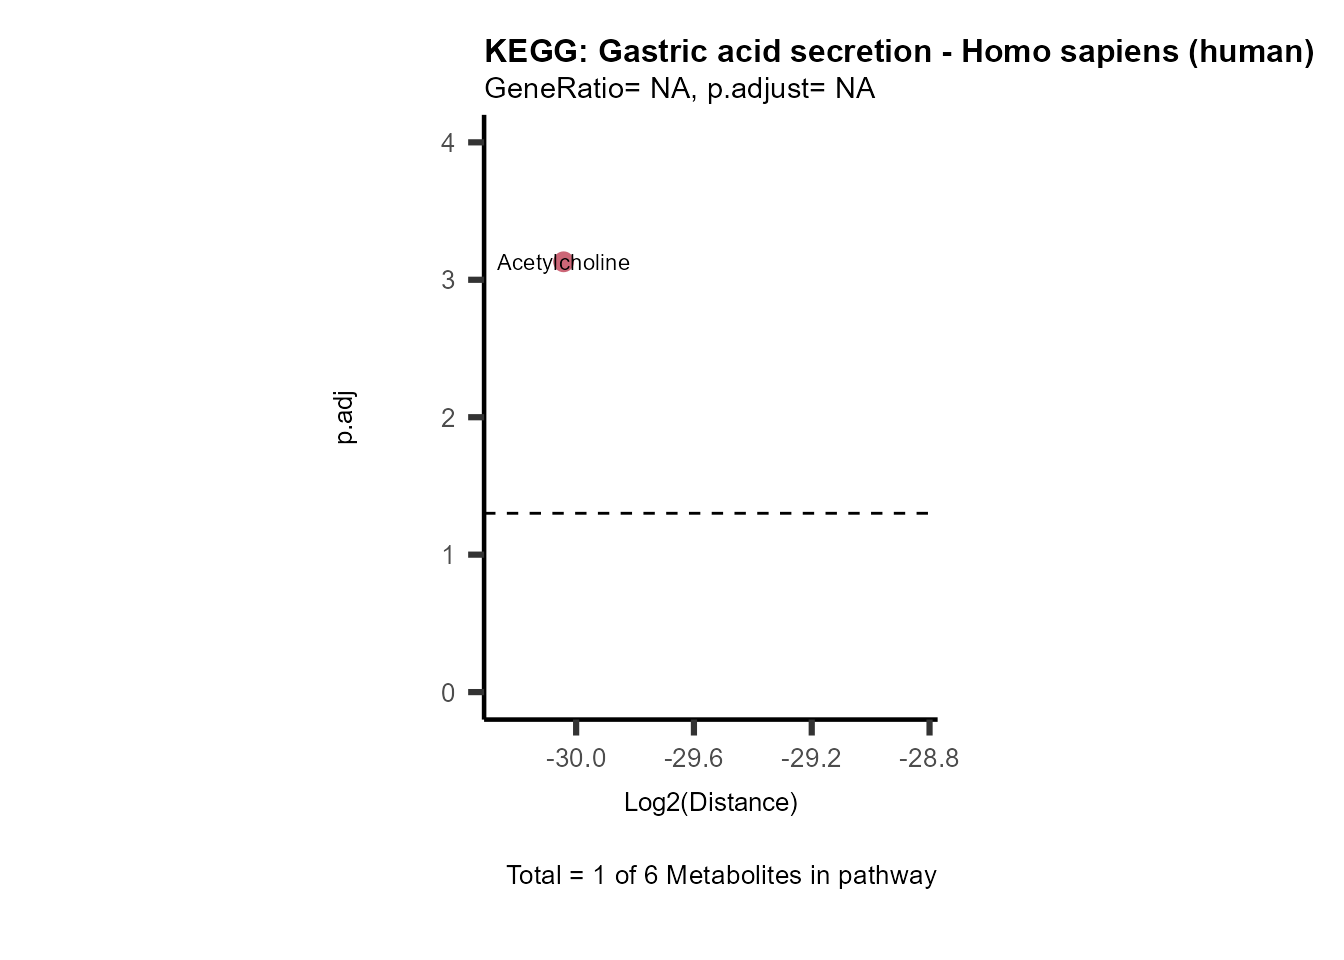 KEGG: Gastric acid secretion - Homo sapiens (human)
GeneRatio= NA, p.adjust= NA
4
Acetylcholine
3
p.adj
2
1
0
-30.0 -29.6 -29.2 -28.8
Log2(Distance)
Total = 1 of 6 Metabolites in pathway